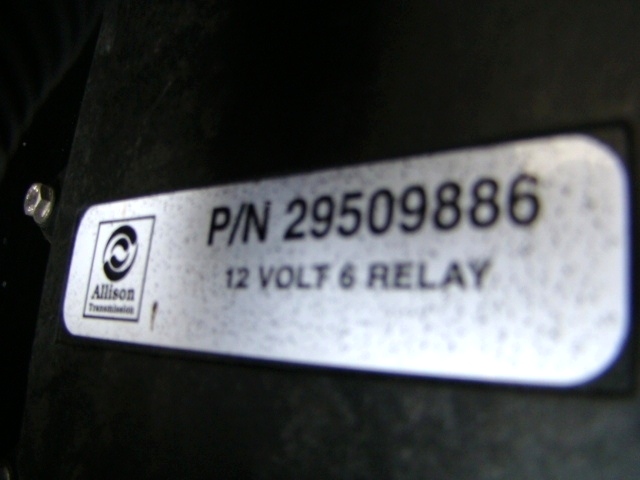 P/N 29509886
12 VOLT 6 RELAY
Allison
Transmission